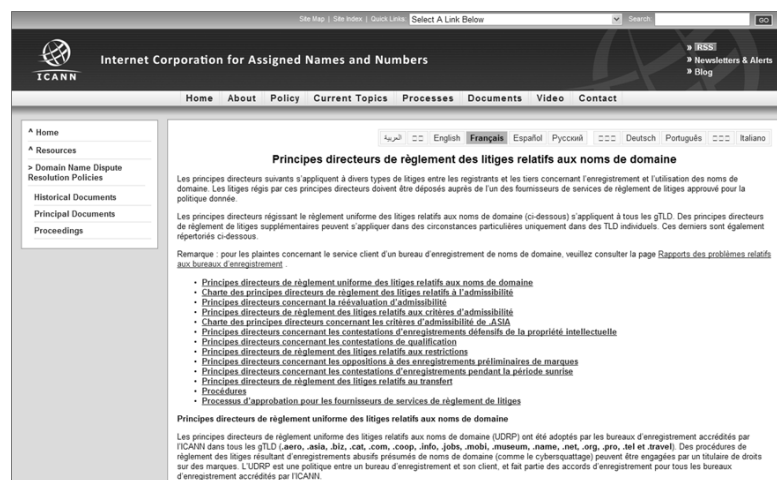 Site Map | Site Index | Quick Links Select A Link Below Search: GO
ICANN
Internet Corporation for Assigned Names and Numbers
» RSS
» Newsletters & Alerts
» Blog
Home About Policy Current Topics Processes Documents Video Contact
^ Home
^ Resources
> Domain Name Dispute
Resolution Policies
Historical Documents
Principal Documents
Proceedings
العربية English Français Español Русский Deutsch Português Italiano
Principes directeurs de règlement des litiges relatifs aux noms de domaine
Les principes directeurs suivants s'appliquent à divers types de litiges entre les registrants et les tiers concernant l'enregistrement et l'utilisation des noms de
domaine. Les litiges régis par ces principes directeurs doivent être déposés auprès de l'un des fournisseurs de services de règlement de litiges approuvé pour la
politique donnée.
Les principes directeurs régissant le règlement uniforme des litiges relatifs aux noms de domaine (ci-dessous) s'appliquent à tous les gTLD. Des principes directeurs
de règlement de litiges supplémentaires peuvent s'appliquer dans des circonstances particulières uniquement dans des TLD individuels. Ces derniers sont également
répertoriés ci-dessous.
Remarque : pour les plaintes concernant le service client d'un bureau d'enregistrement de noms de domaine, veuillez consulter la page Rapports des problèmes relatifs
aux bureaux d'enregistrement .
• Principes directeurs de règlement uniforme des litiges relatifs aux noms de domaine
• Charte des principes directeurs de règlement des litiges relatifs à l'admissibilité
• Principes directeurs concernant la réévaluation d'admissibilité
• Principes directeurs de règlement des litiges relatifs aux critères d'admissibilité
• Charte des principes directeurs concernant les critères d'admissibilité de .ASIA
• Principes directeurs concernant les contestations d'enregistrements défensifs de la propriété intellectuelle
• Principes directeurs concernant les contestations de qualification
• Principes directeurs de règlement des litiges relatifs aux restrictions
• Principes directeurs concernant les oppositions à des enregistrements préliminaires de marques
• Principes directeurs concernant les contestations d'enregistrements pendant la période sunrise
• Principes directeurs de règlement des litiges relatifs au transfert
• Procédures
• Processus d'approbation pour les fournisseurs de services de règlement de litiges
Principes directeurs de règlement uniforme des litiges relatifs aux noms de domaine
Les principes directeurs de règlement uniforme des litiges relatifs aux noms de domaine (UDRP) ont été adoptés par les bureaux d'enregistrement accrédités par
l'ICANN dans tous les gTLD (.aero, .asia, .biz, .cat, .com, .coop, .info, .jobs, .mobi, .museum, .name, .net, .org, .pro, .tel et .travel). Des procédures de
règlement des litiges résultant d'enregistrements abusifs présumés de noms de domaine (comme le cybersquattage) peuvent être engagées par un titulaire de droits
sur des marques. L'UDRP est une politique entre un bureau d'enregistrement et son client, et fait partie des accords d'enregistrement pour tous les bureaux
d'enregistrement accrédités par l'ICANN.